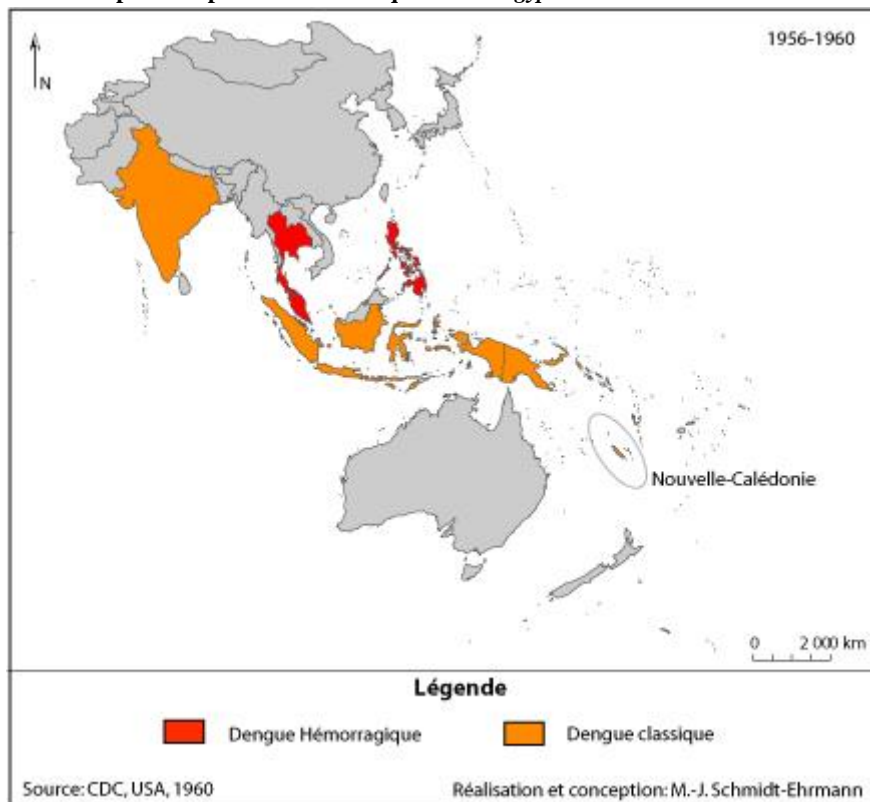 1956-1960
N
Nouvelle-Calédonie
0 2 000 km
Légende
Dengue Hémorragique
Dengue classique
Source: CDC, USA, 1960
Réalisation et conception: M.-J. Schmidt-Ehrmann